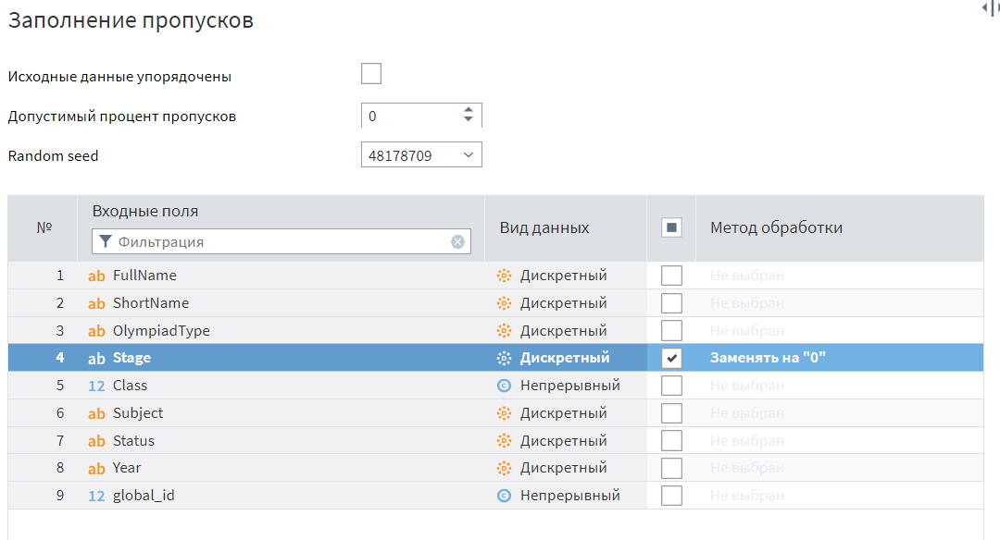 Заполнение пропусков
Исходные данные упорядочены
Допустимый процент пропусков 0
Random seed 48178709
№ Входные поля Вид данных Метод обработки
Фильтрация
1 ab FullName Дискретный Не выбран
2 ab ShortName Дискретный Не выбран
3 ab OlympiadType Дискретный Не выбран
4 ab Stage Дискретный Заменять на "0"
5 12 Class Непрерывный Не выбран
6 ab Subject Дискретный Не выбран
7 ab Status Дискретный Не выбран
8 ab Year Дискретный Не выбран
9 12 global_id Непрерывный Не выбран